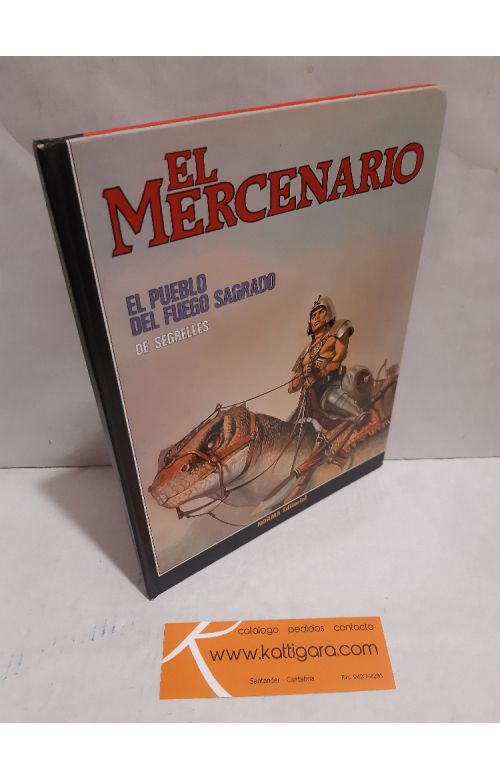 EL
MERCENARIO
EL PUEBLO
DEL FUEGO SAGRADO
DE SEGRELLES
NORMA Editorial
catálogo pedidos contacto
www.kattigara.com
Santander - Cantabria